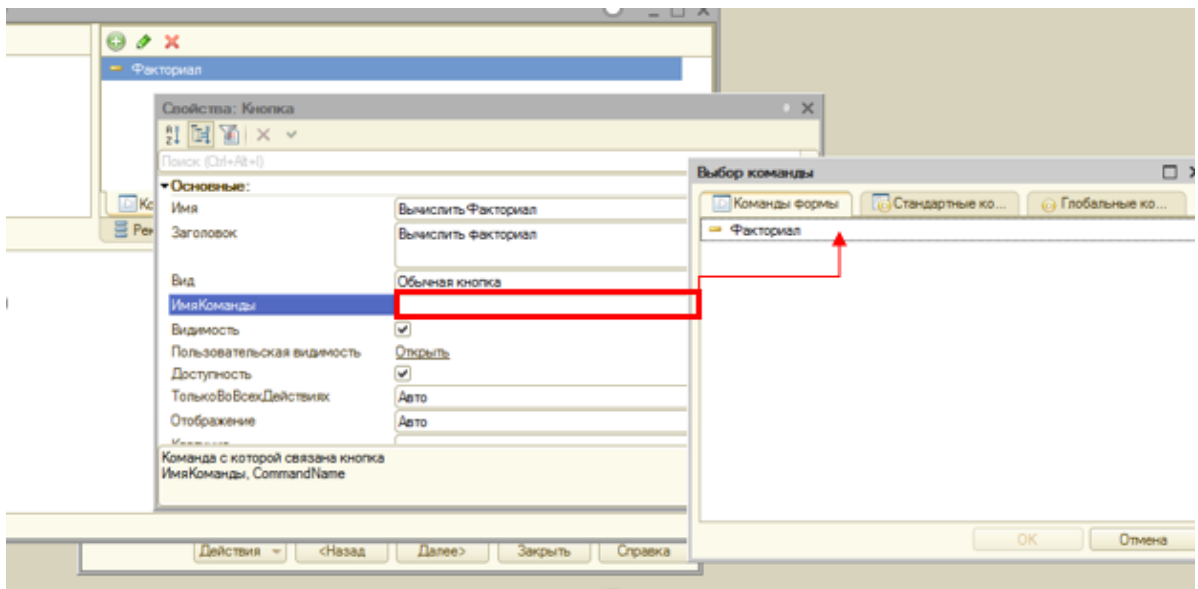 Факториал
Свойства: Кнопка
Поиск (Ctrl+Alt+I)
Основные:
Имя Вычислить Факториал
Заголовок Вычислить факториал
Вид Обычная кнопка
ИмяКоманды
Видимость
Пользовательская видимость Открыть
Доступность
ТолькоВоВсехДействиях Авто
Отображение Авто
Команда с которой связана кнопка
ИмяКоманды, CommandName
Выбор команды
Команды формы Стандартные ко... Глобальные ко...
Факториал
OK Отмена
Действия <Назад Далее> Закрыть Справка